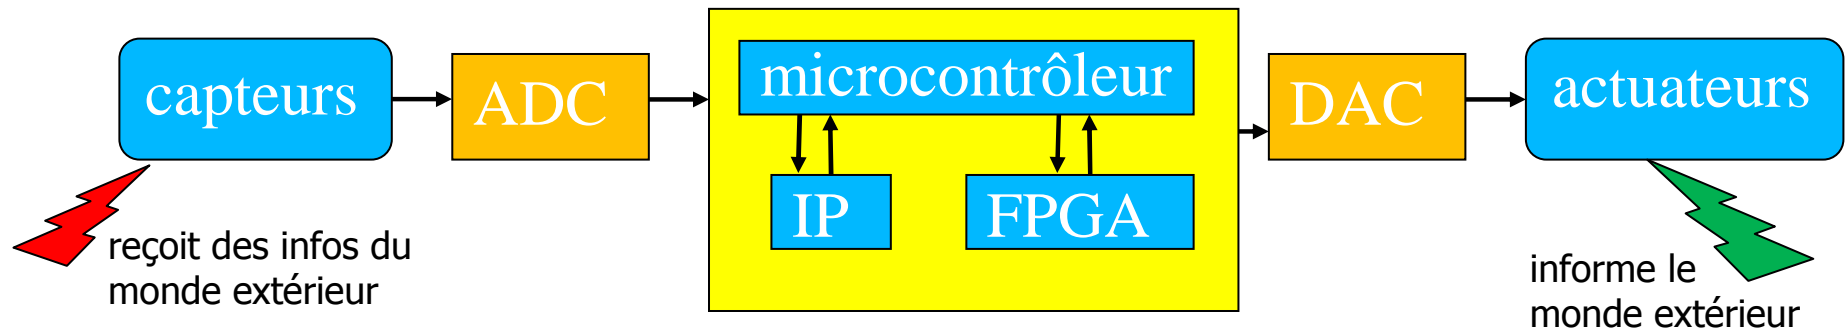 capteurs
ADC
microcontrôleur
IP
FPGA
DAC
actuateurs
reçoit des infos du
monde extérieur
informe le
monde extérieur